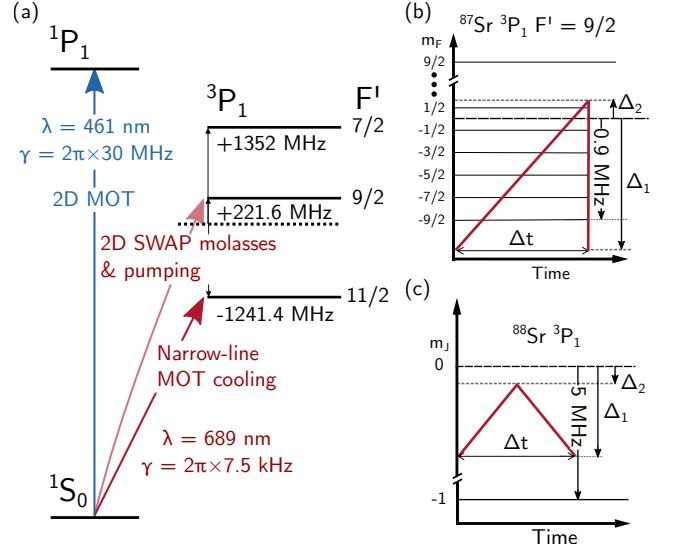 (a)
¹P₁
λ = 461 nm
γ = 2π×30 MHz
2D MOT
³P₁
F'
7/2
+1352 MHz
9/2
+221.6 MHz
2D SWAP molasses
& pumping
11/2
-1241.4 MHz
Narrow-line
MOT cooling
λ = 689 nm
γ = 2π×7.5 kHz
¹S₀
(b)
⁸⁷Sr ³P₁ F' = 9/2
m_F
9/2
1/2
-1/2
-3/2
-5/2
-7/2
-9/2
Δ₂
-0.9 MHz
Δ₁
Δt
Time
(c)
⁸⁸Sr ³P₁
m_J
0
Δ₂
5 MHz
Δ₁
Δt
-1
Time